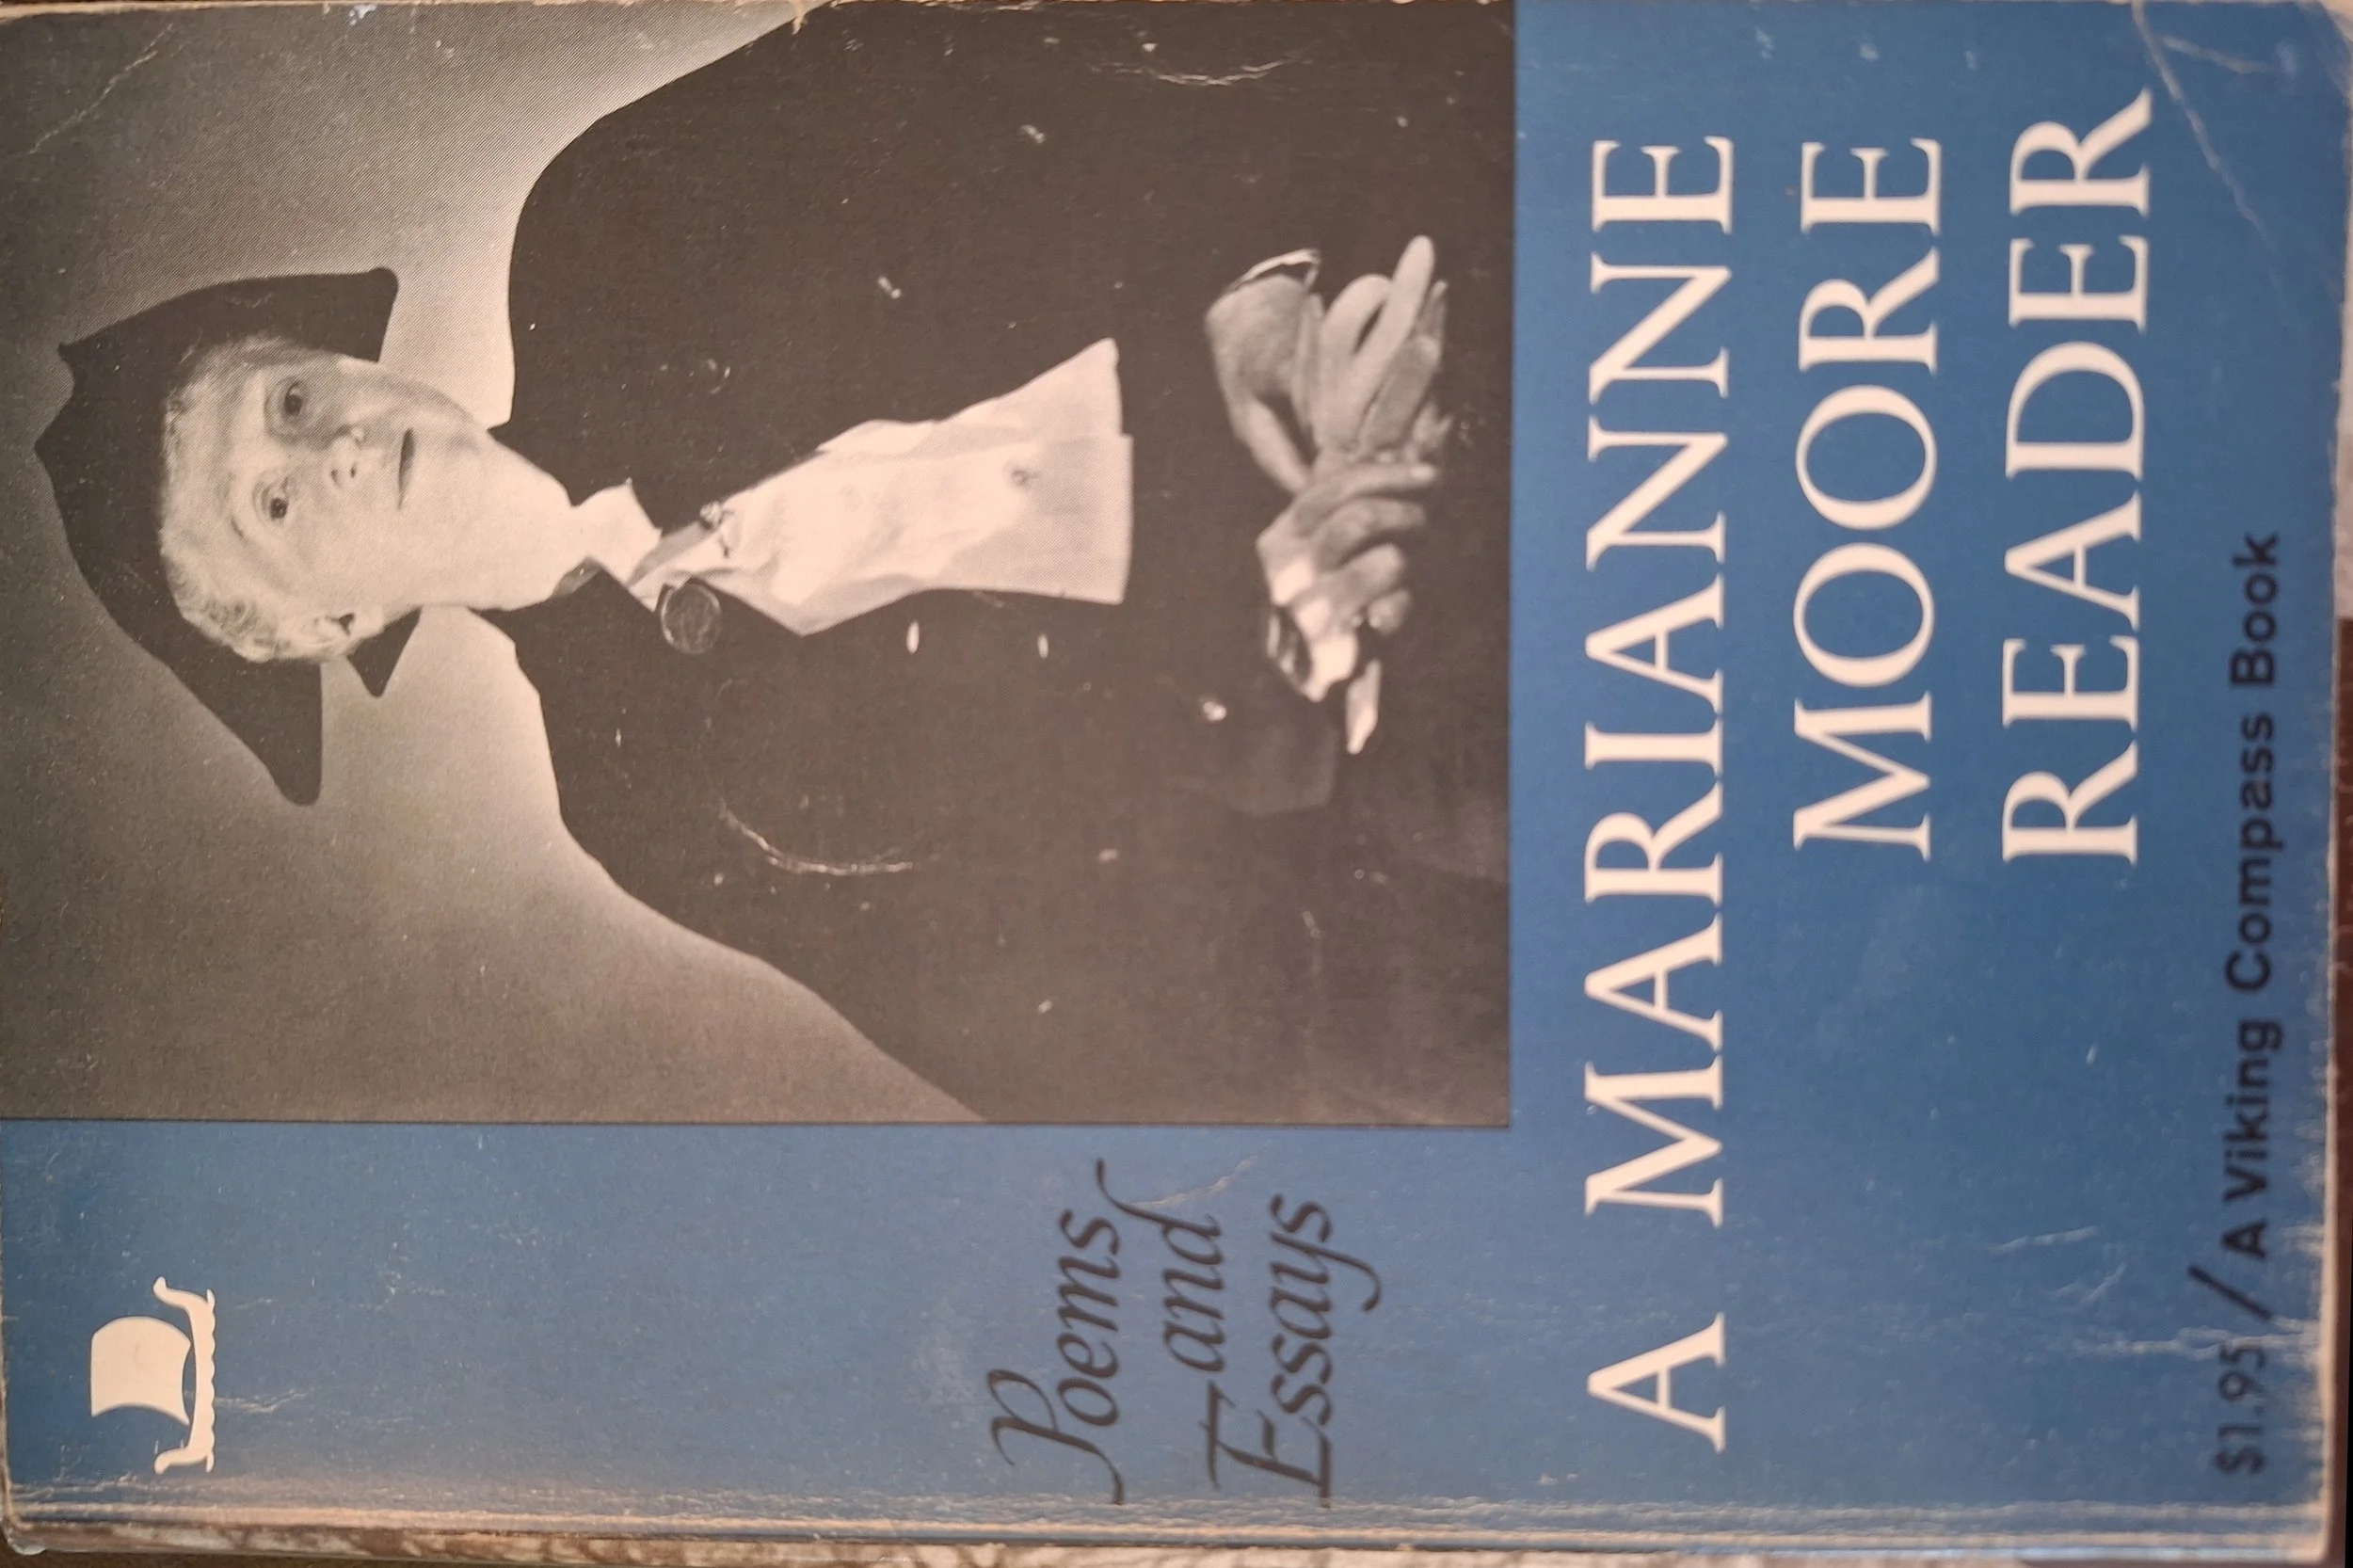 Poems
and
Essays
A MARIANNE
MOORE
READER
$1.95 / A Viking Compass Book